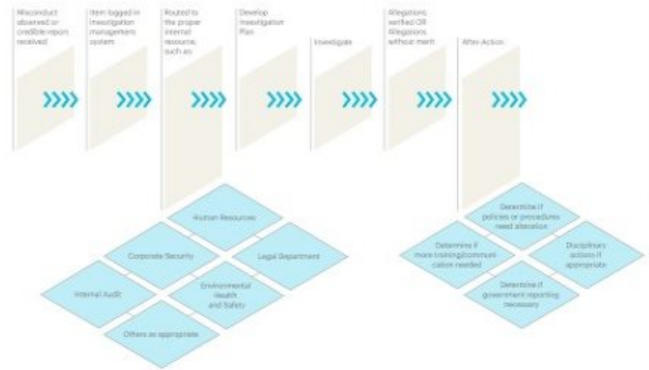 Misconduct
observed or
credible report
received
Item logged in
investigation
management
system
Routed to
the proper
internal
resource,
such as:
Develop
Investigation
Plan
Investigate
Allegations
verified OR
Allegations
without merit
After-Action
Human Resources
Corporate Security
Legal Department
Internal Audit
Environmental
Health
and Safety
Others as appropriate
Determine if
policies or procedures
need alteration
Determine if
more training/communi
cation needed
Disciplinary
actions if
appropriate
Determine if
government reporting
necessary